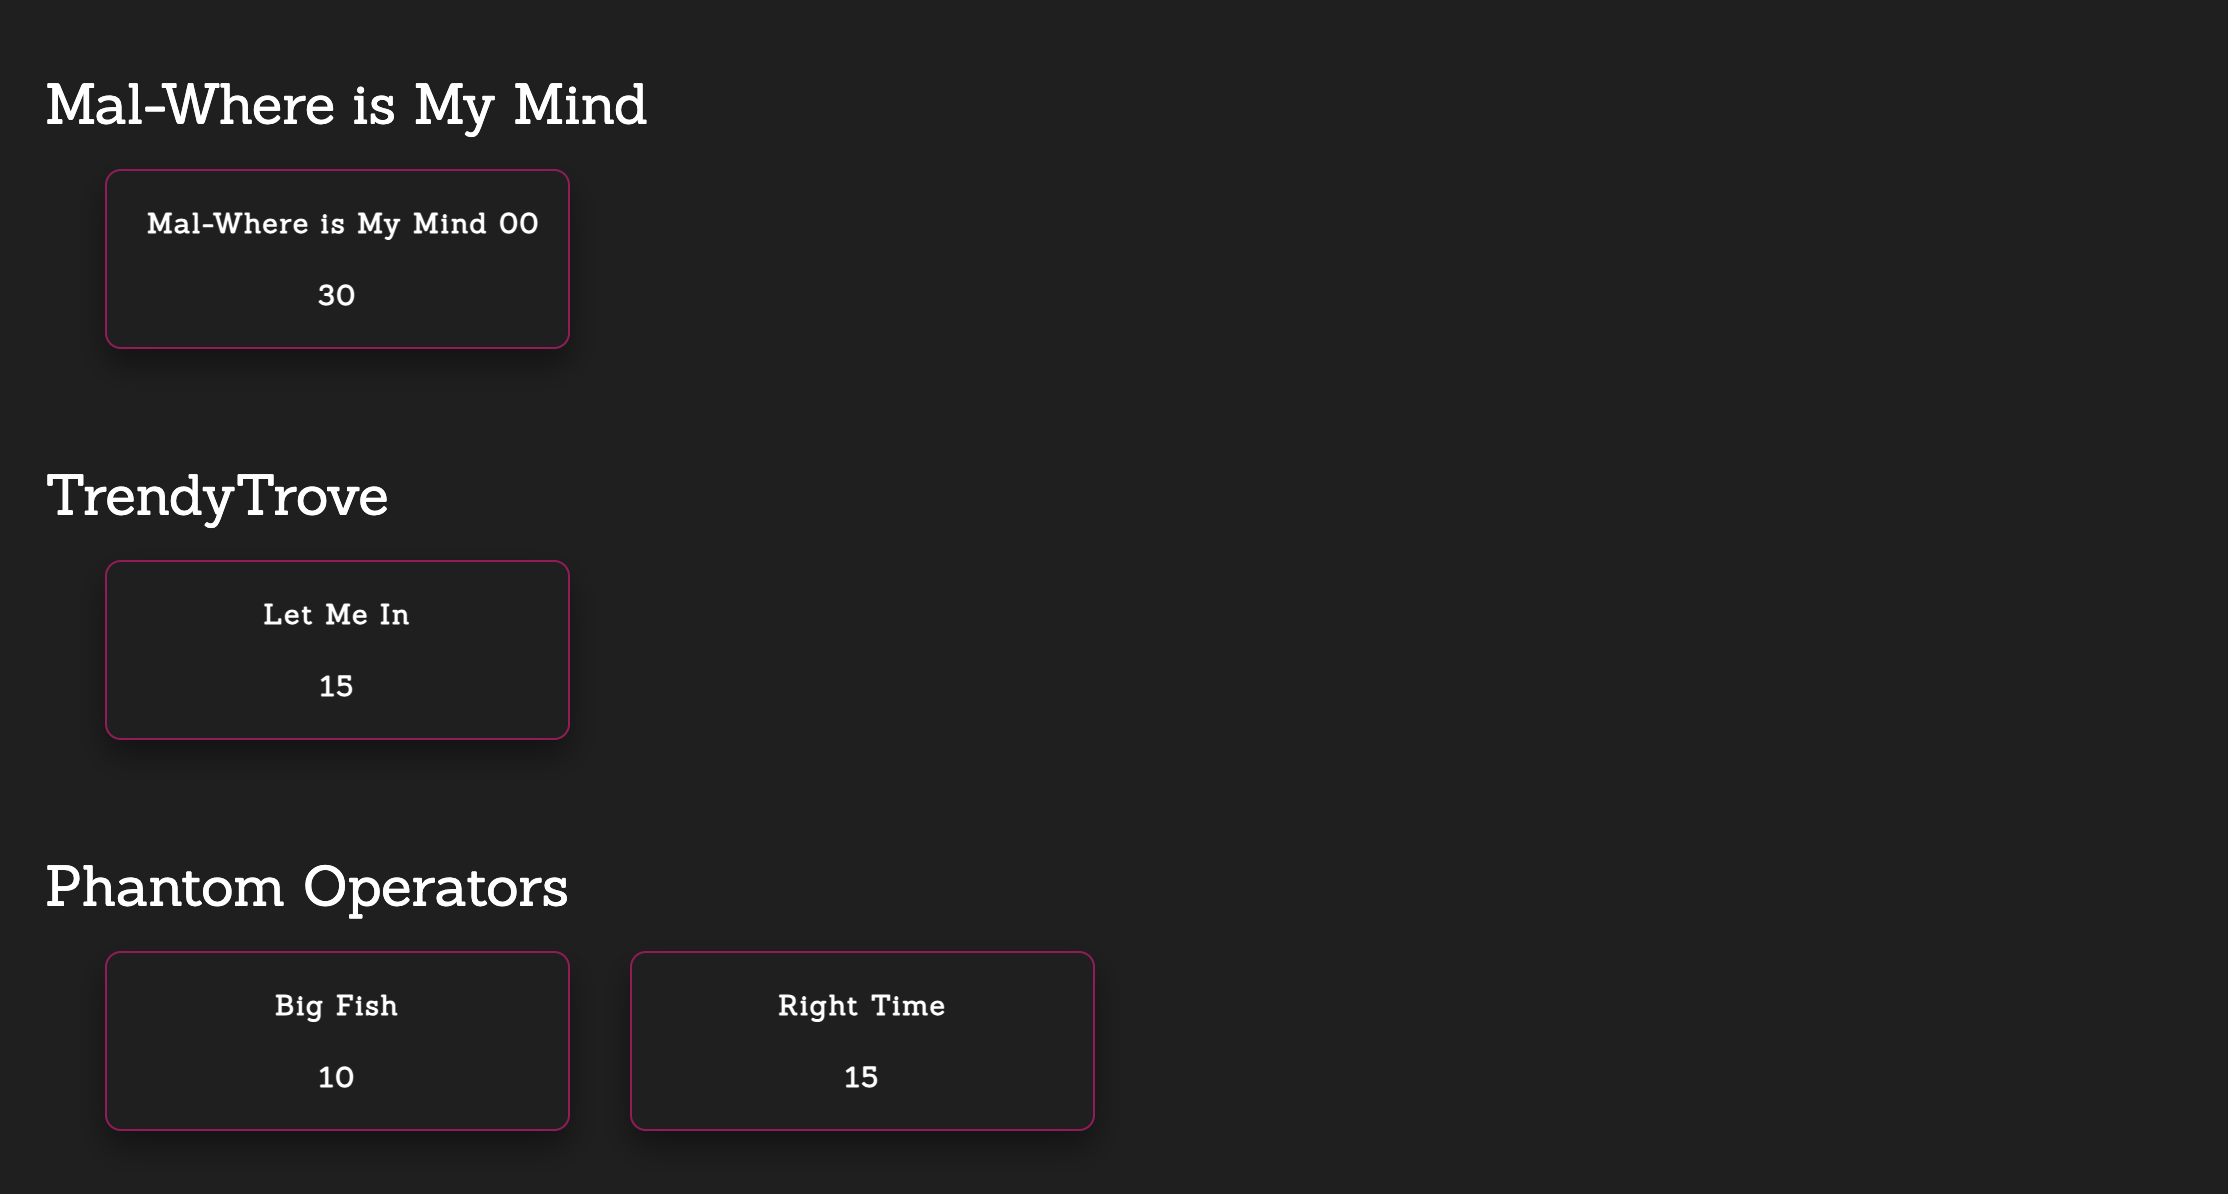 Mal-Where is My Mind
Mal-Where is My Mind 00
30
TrendyTrove
Let Me In
15
Phantom Operators
Big Fish
10
Right Time
15